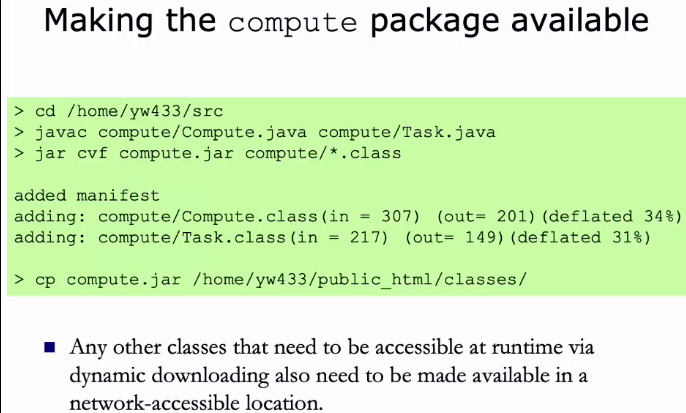 Making the compute package available
> cd /home/yw433/src
> javac compute/Compute.java compute/Task.java
> jar cvf compute.jar compute/*.class
added manifest
adding: compute/Compute.class(in = 307) (out= 201)(deflated 34%)
adding: compute/Task.class(in = 217) (out= 149)(deflated 31%)
> cp compute.jar /home/yw433/public_html/classes/
Any other classes that need to be accessible at runtime via
dynamic downloading also need to be made available in a
network-accessible location.